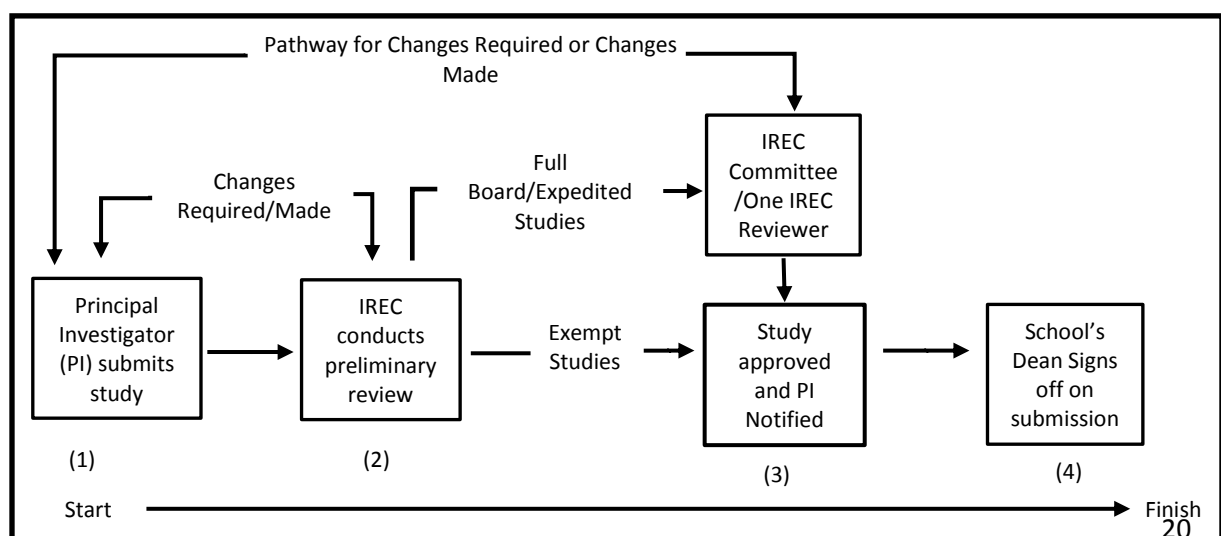 Pathway for Changes Required or Changes
Made
Changes
Required/Made
Full
Board/Expedited
Studies
IREC
Committee
/One IREC
Reviewer
Principal
Investigator
(PI) submits
study
IREC
conducts
preliminary
review
Exempt
Studies
Study
approved
and PI
Notified
School’s
Dean Signs
off on
submission
(1)
(2)
(3)
(4)
Start
Finish
20